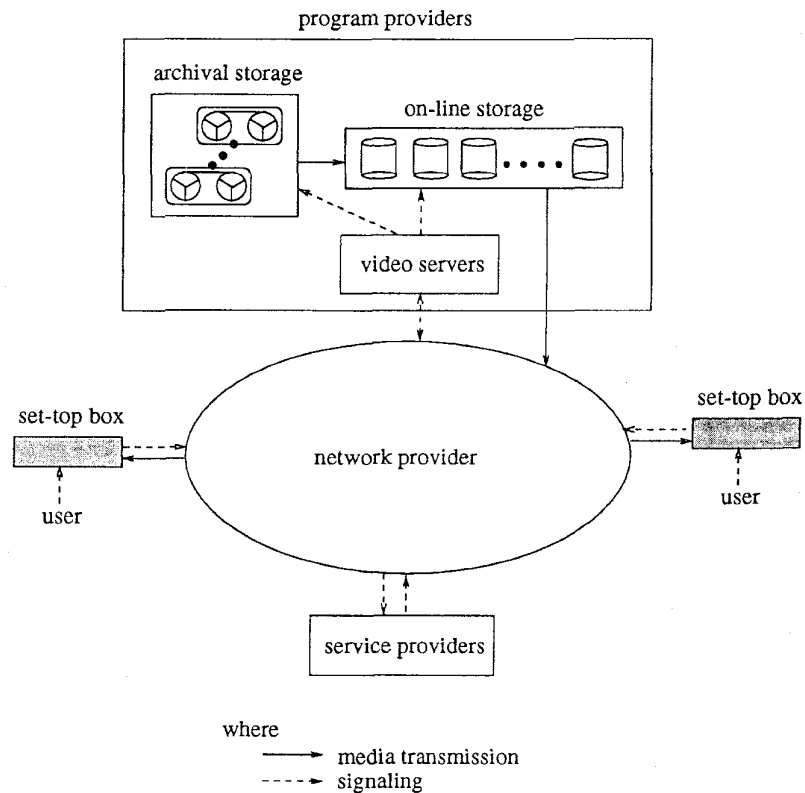 program providers
archival storage
on-line storage
video servers
set-top box
set-top box
network provider
user
user
service providers
where
media transmission
signaling